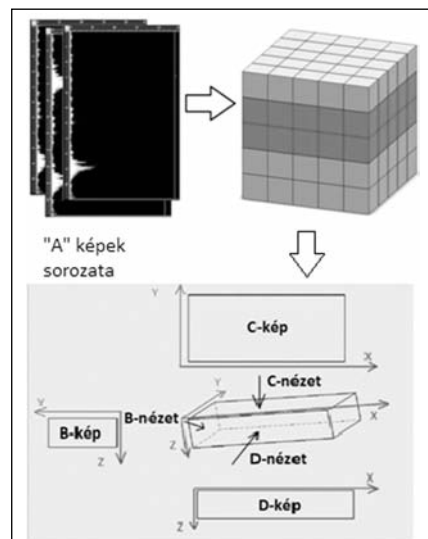 "A" képek
sorozata
Y
C-kép
X
Y
C-nézet
Y
B-nézet
X
B-kép
Z
Z
D-nézet
X
D-kép
Z